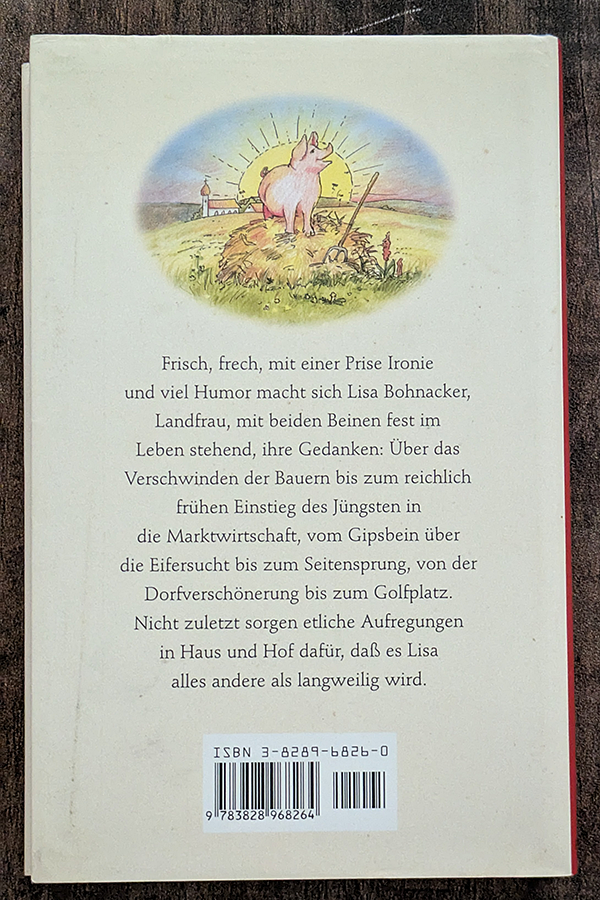 Frisch, frech, mit einer Prise Ironie
und viel Humor macht sich Lisa Bohnacker,
Landfrau, mit beiden Beinen fest im
Leben stehend, ihre Gedanken: Über das
Verschwinden der Bauern bis zum reichlich
frühen Einstieg des Jüngsten in
die Marktwirtschaft, vom Gipsbein über
die Eifersucht bis zum Seitensprung, von der
Dorfverschönerung bis zum Golfplatz.
Nicht zuletzt sorgen etliche Aufregungen
in Haus und Hof dafür, daß es Lisa
alles andere als langweilig wird.
ISBN 3-8289-6826-0
9 783828 968264